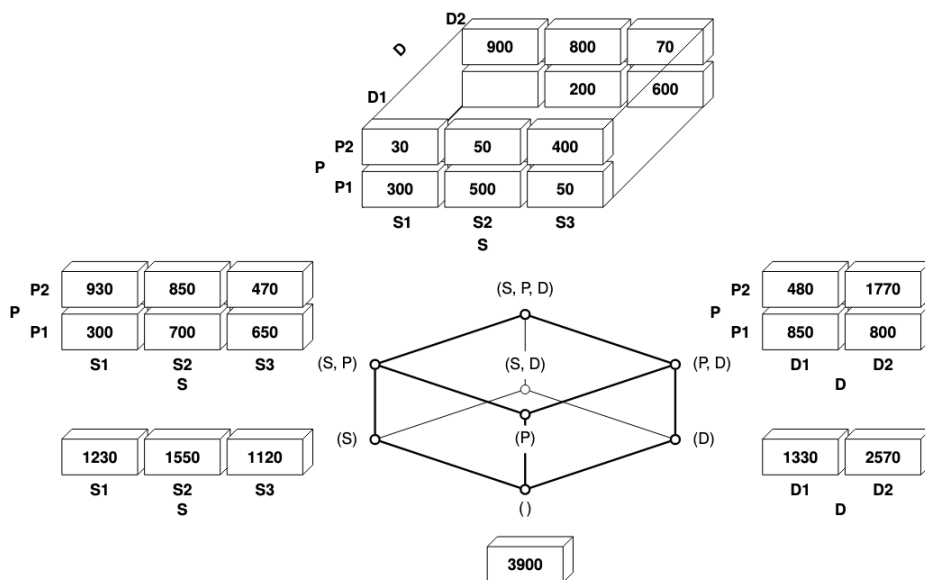 D2
900 800 70
D
D1
200 600
P2 30 50 400
P
P1 300 500 50
S1 S2 S3
S
P2 930 850 470
P
P1 300 700 650
S1 S2 S3
S
(S, P, D)
(S, P) (S, D) (P, D)
(S) (P) (D)
( )
P2 480 1770
P
P1 850 800
D1 D2
D
1230 1550 1120
S1 S2 S3
S
1330 2570
D1 D2
D
3900